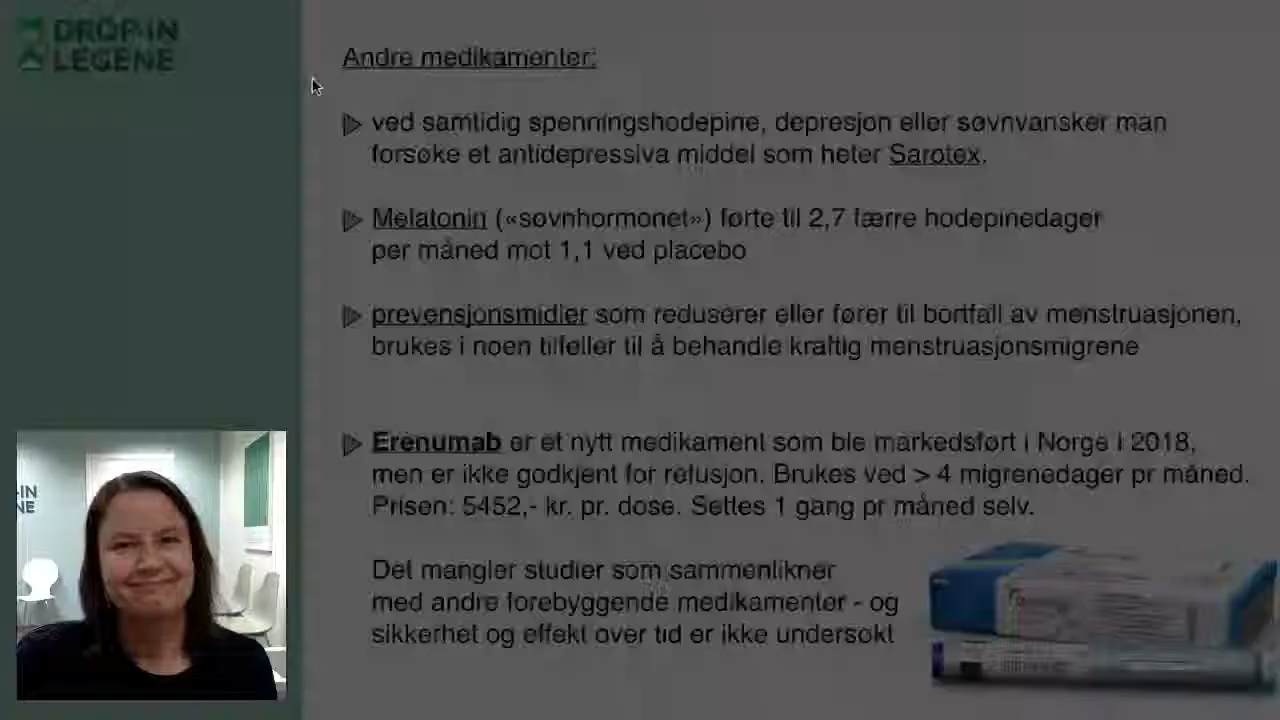 DROP-IN
LEGENE
Andre medikamenter:
ved samtidig spenningshodepine, depresjon eller søvnvansker man
forsøke et antidepressiva middel som heter Sarotex.
Melatonin («søvnhormonet») førte til 2,7 færre hodepinedager
per måned mot 1,1 ved placebo
prevensjonsmidler som reduserer eller fører til bortfall av menstruasjonen,
brukes i noen tilfeller til å behandle kraftig menstruasjonsmigrene
Erenumab er et nytt medikament som ble markedsført i Norge i 2018,
men er ikke godkjent for refusjon. Brukes ved > 4 migrenedager pr måned.
Prisen: 5452,- kr. pr. dose. Settes 1 gang pr måned selv.
Det mangler studier som sammenlikner
med andre forebyggende medikamenter - og
sikkerhet og effekt over tid er ikke undersøkt
-IN
NE